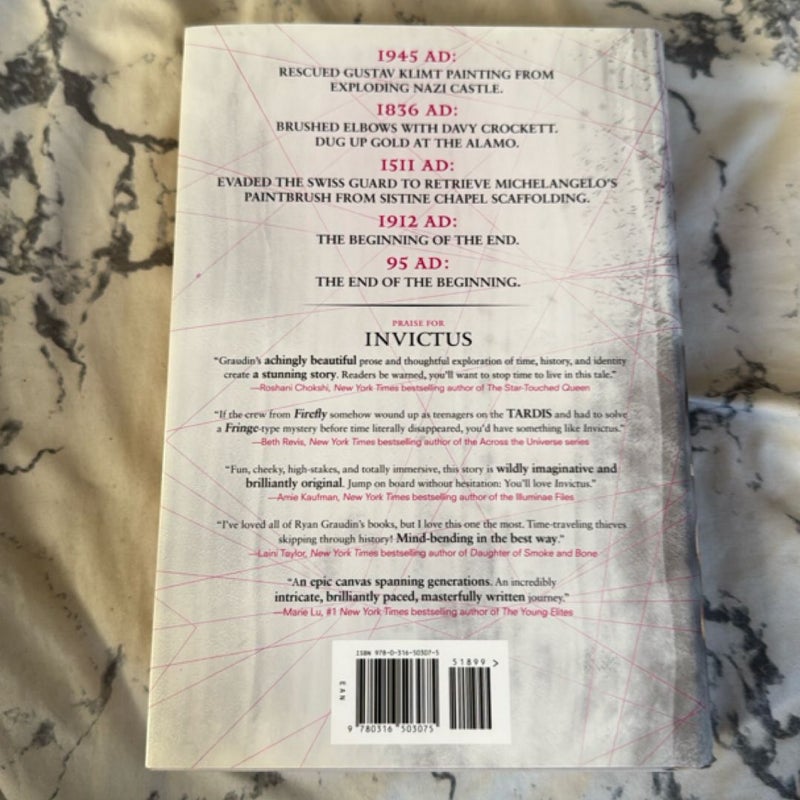 1945 AD:
RESCUED GUSTAV KLIMT PAINTING FROM
EXPLODING NAZI CASTLE.
1836 AD:
BRUSHED ELBOWS WITH DAVY CROCKETT.
DUG UP GOLD AT THE ALAMO.
1511 AD:
EVADED THE SWISS GUARD TO RETRIEVE MICHELANGELO'S
PAINTBRUSH FROM SISTINE CHAPEL SCAFFOLDING.
1912 AD:
THE BEGINNING OF THE END.
95 AD:
THE END OF THE BEGINNING.
PRAISE FOR
INVICTUS
"Graudin's achingly beautiful prose and thoughtful exploration of time, history, and identity
create a stunning story. Readers be warned, you'll want to stop time to live in this tale."
—Roshani Chokshi, New York Times bestselling author of The Star-Touched Queen
"If the crew from Firefly somehow wound up as teenagers on the TARDIS and had to solve
a Fringe-type mystery before time literally disappeared, you'd have something like Invictus."
—Beth Revis, New York Times bestselling author of the Across the Universe series
"Fun, cheeky, high-stakes, and totally immersive, this story is wildly imaginative and
brilliantly original. Jump on board without hesitation: You'll love Invictus."
—Amie Kaufman, New York Times bestselling author of the Illuminae Files
"I've loved all of Ryan Graudin's books, but I love this one the most. Time-traveling thieves
skipping through history! Mind-bending in the best way."
—Laini Taylor, New York Times bestselling author of Daughter of Smoke and Bone
"An epic canvas spanning generations. An incredibly
intricate, brilliantly paced, masterfully written journey."
—Marie Lu, #1 New York Times bestselling author of The Young Elites
ISBN 978-0-316-50307-5
51899 >
EAN
9 780316 503075